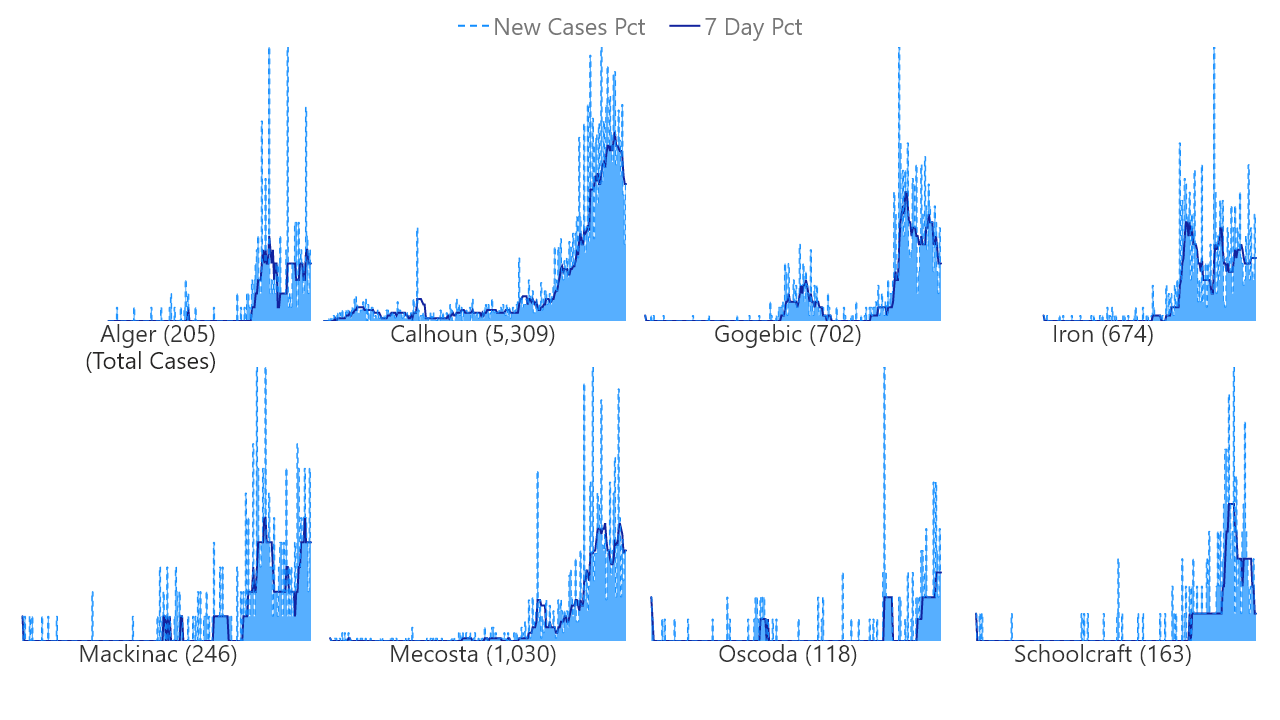 New Cases Pct 7 Day Pct
Alger (205) Calhoun (5,309) Gogebic (702) Iron (674)
(Total Cases)
Mackinac (246) Mecosta (1,030) Oscoda (118) Schoolcraft (163)